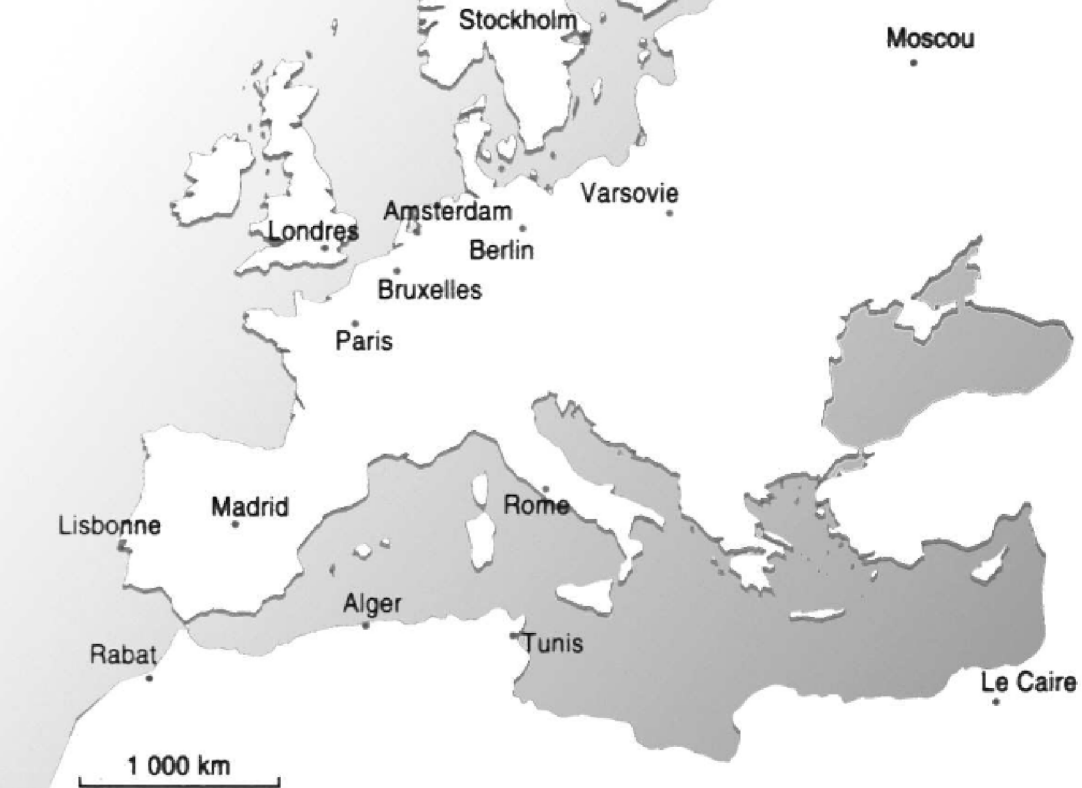 Stockholm
Moscou
Varsovie
Amsterdam
Londres
Berlin
Bruxelles
Paris
Rome
Madrid
Lisbonne
Alger
Tunis
Rabat
Le Caire
1 000 km